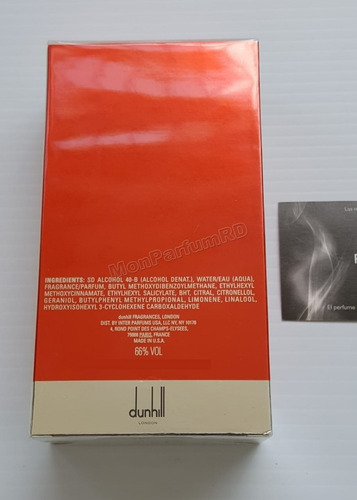 MonParfumRD
INGREDIENTS: SD ALCOHOL 40-B (ALCOHOL DENAT.), WATER/EAU (AQUA),
FRAGRANCE/PARFUM, BUTYL METHOXYDIBENZOYLMETHANE, ETHYLHEXYL
METHOXYCINNAMATE, ETHYLHEXYL SALICYLATE, BHT, CITRAL, CITRONELLOL,
GERANIOL, BUTYLPHENYL METHYLPROPIONAL, LIMONENE, LINALOOL,
HYDROXYISOHEXYL 3-CYCLOHEXENE CARBOXALDEHYDE
dunhill FRAGRANCES, LONDON
DIST. BY INTER PARFUMS USA, LLC NY, NY 10176
4, ROND POINT DES CHAMPS-ELYSEES,
75008 PARIS, FRANCE
MADE IN U.S.A.
66% VOL
dunhill
LONDON
El perfume